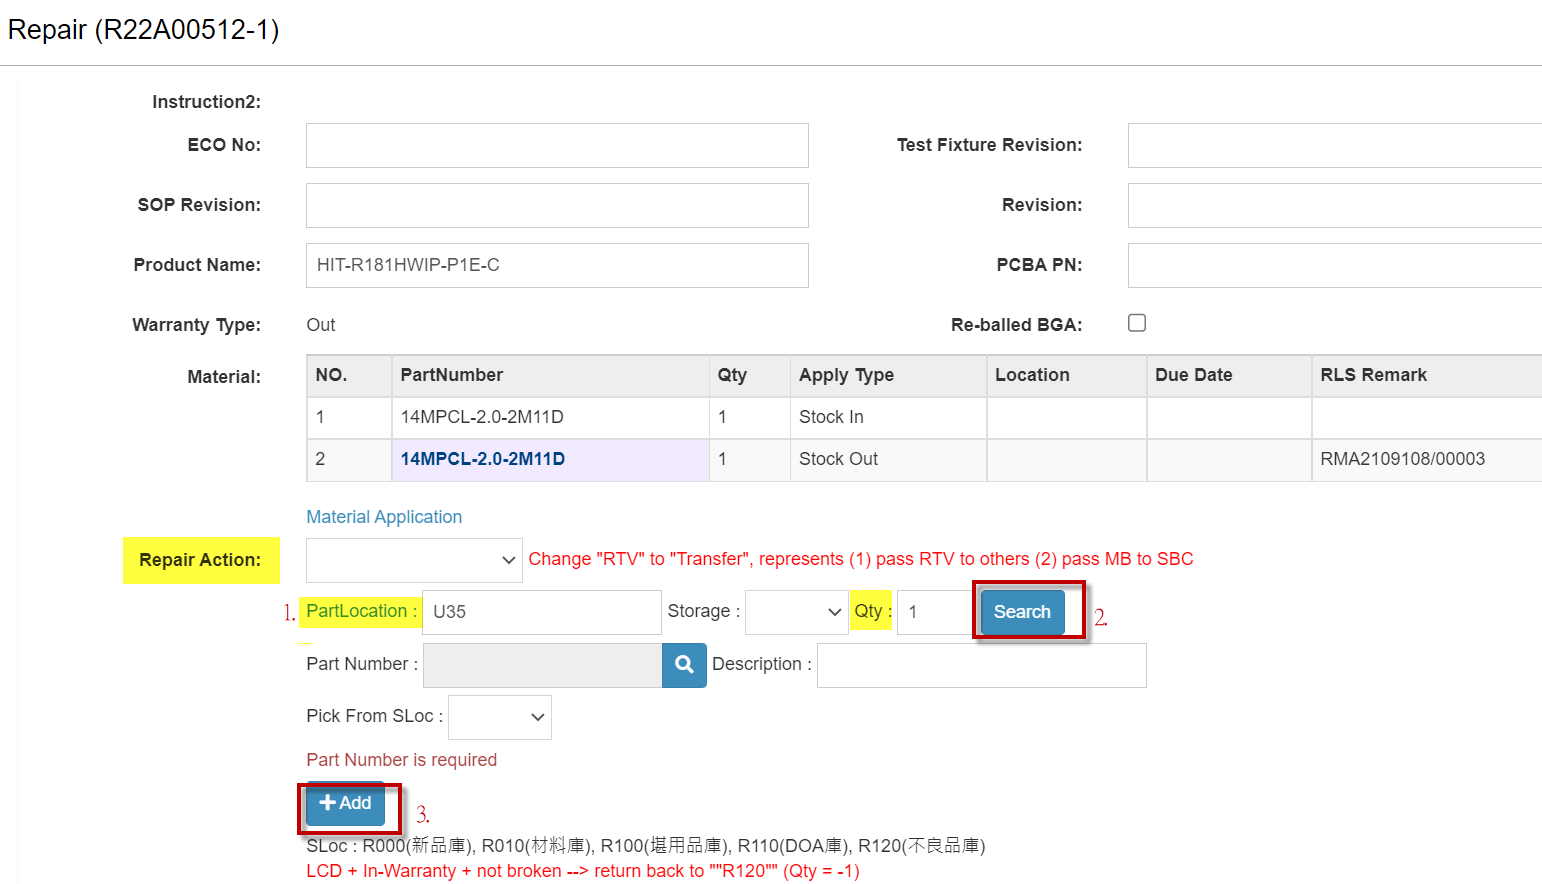 Repair (R22A00512-1)
Instruction2:
ECO No:
Test Fixture Revision:
SOP Revision:
Revision:
Product Name: HIT-R181HWIP-P1E-C
PCBA PN:
Warranty Type: Out
Re-balled BGA:
Material:
NO. PartNumber Qty Apply Type Location Due Date RLS Remark
1 14MPCL-2.0-2M11D 1 Stock In
2 14MPCL-2.0-2M11D 1 Stock Out RMA2109108/00003
Material Application
Repair Action: Change "RTV" to "Transfer", represents (1) pass RTV to others (2) pass MB to SBC
1. PartLocation : U35 Storage : Qty : 1 Search 2.
Part Number : Description :
Pick From SLoc :
Part Number is required
Add 3.
SLoc : R000(新品庫), R010(材料庫), R100(堪用品庫), R110(DOA庫), R120(不良品庫)
LCD + In-Warranty + not broken --> return back to ""R120"" (Qty = -1)